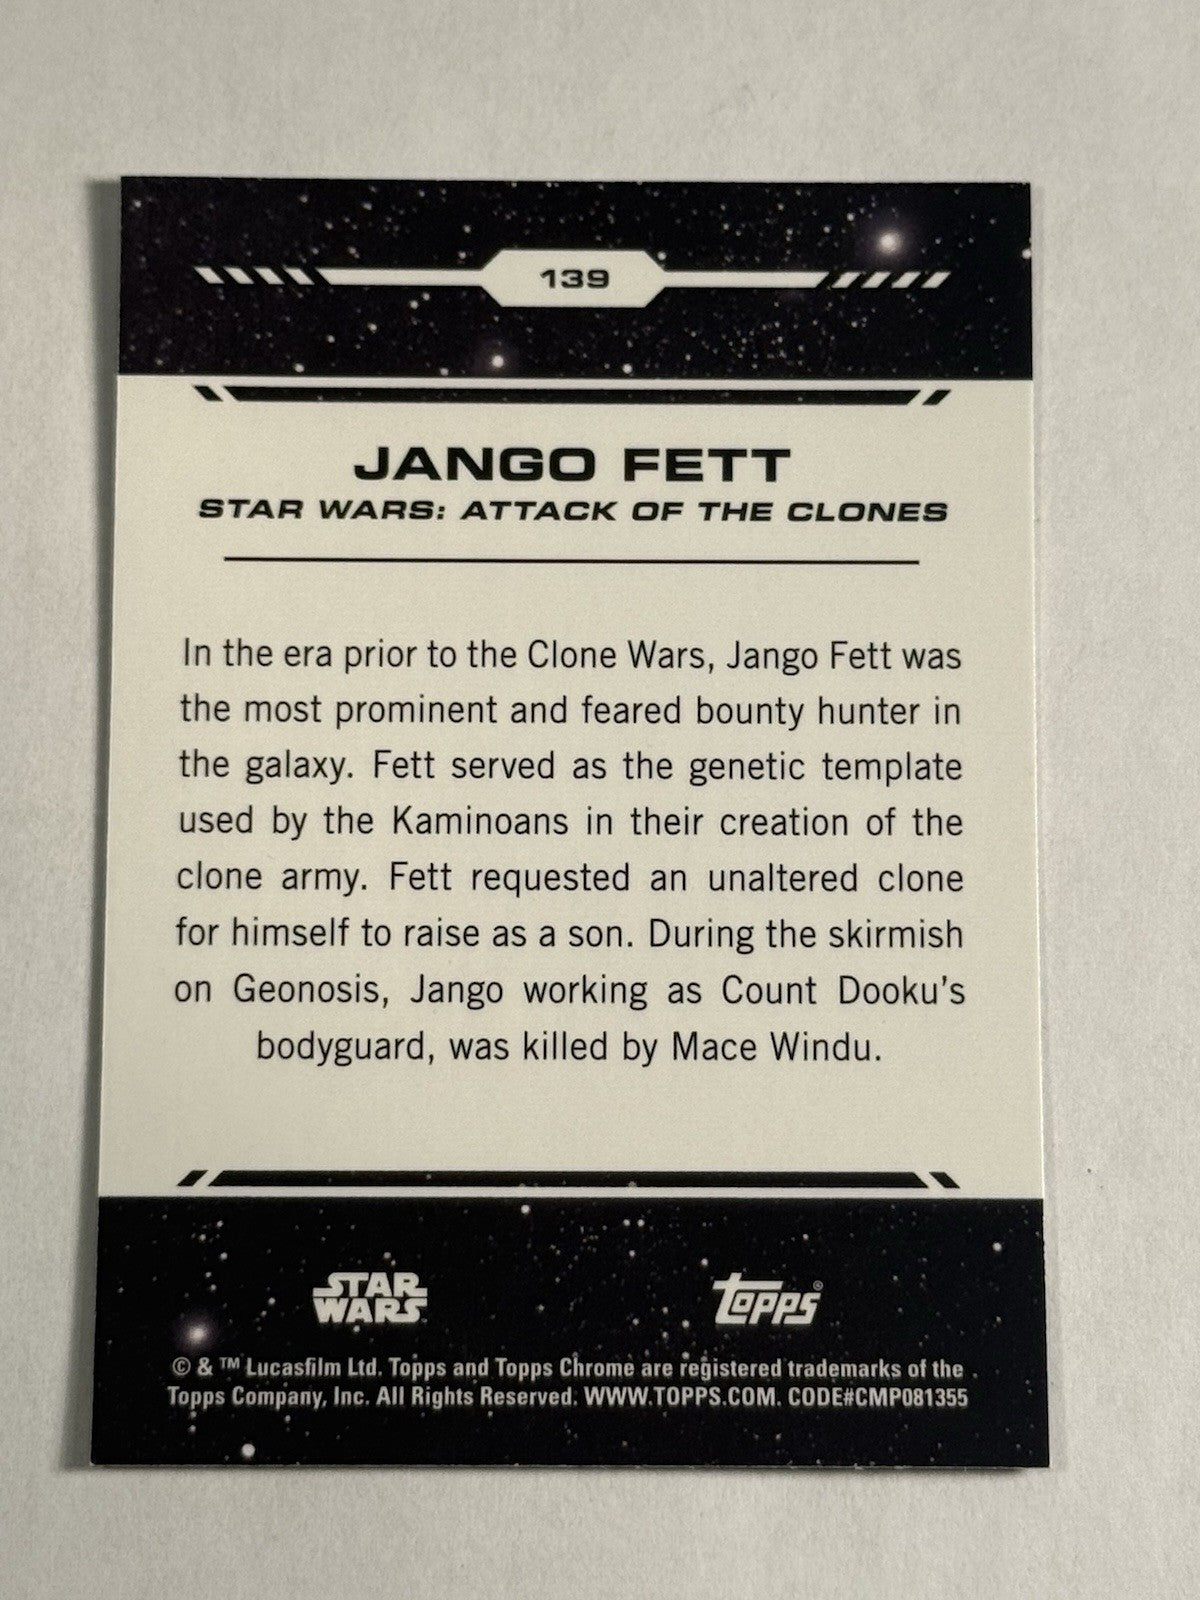 139
JANGO FETT
STAR WARS: ATTACK OF THE CLONES
In the era prior to the Clone Wars, Jango Fett was
the most prominent and feared bounty hunter in
the galaxy. Fett served as the genetic template
used by the Kaminoans in their creation of the
clone army. Fett requested an unaltered clone
for himself to raise as a son. During the skirmish
on Geonosis, Jango working as Count Dooku's
bodyguard, was killed by Mace Windu.
STAR
WARS
Topps®
© & ™ Lucasfilm Ltd. Topps and Topps Chrome are registered trademarks of the
Topps Company, Inc. All Rights Reserved. WWW.TOPPS.COM. CODE#CMP081355